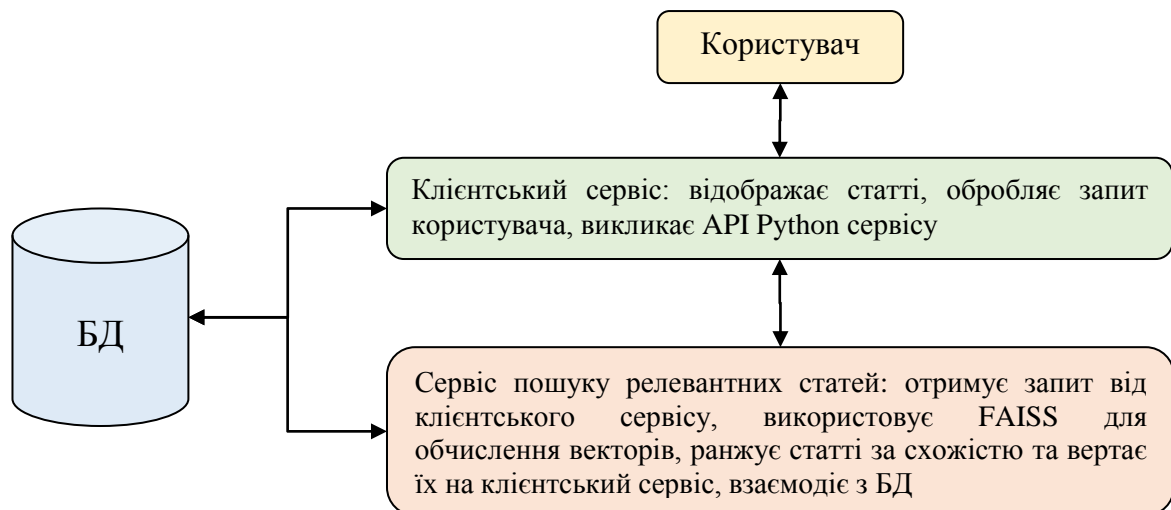 Користувач
Клієнтський сервіс: відображає статті, обробляє запит
користувача, викликає API Python сервісу
БД
Сервіс пошуку релевантних статей: отримує запит від
клієнтського сервісу, використовує FAISS для
обчислення векторів, ранжує статті за схожістю та вертає
їх на клієнтський сервіс, взаємодіє з БД